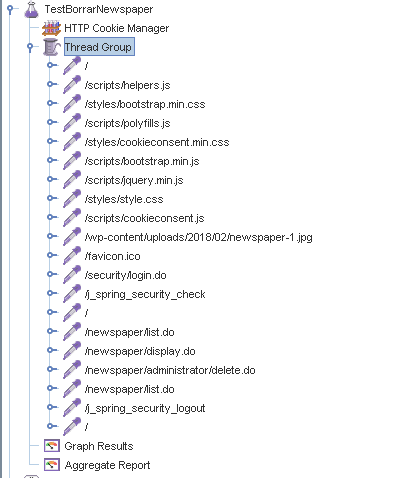 TestBorrarNewspaper
HTTP Cookie Manager
Thread Group
/
/scripts/helpers.js
/styles/bootstrap.min.css
/scripts/polyfills.js
/styles/cookieconsent.min.css
/scripts/bootstrap.min.js
/scripts/jquery.min.js
/styles/style.css
/scripts/cookieconsent.js
/wp-content/uploads/2018/02/newspaper-1.jpg
/favicon.ico
/security/login.do
/j_spring_security_check
/
/newspaper/list.do
/newspaper/display.do
/newspaper/administrator/delete.do
/newspaper/list.do
/j_spring_security_logout
/
Graph Results
Aggregate Report